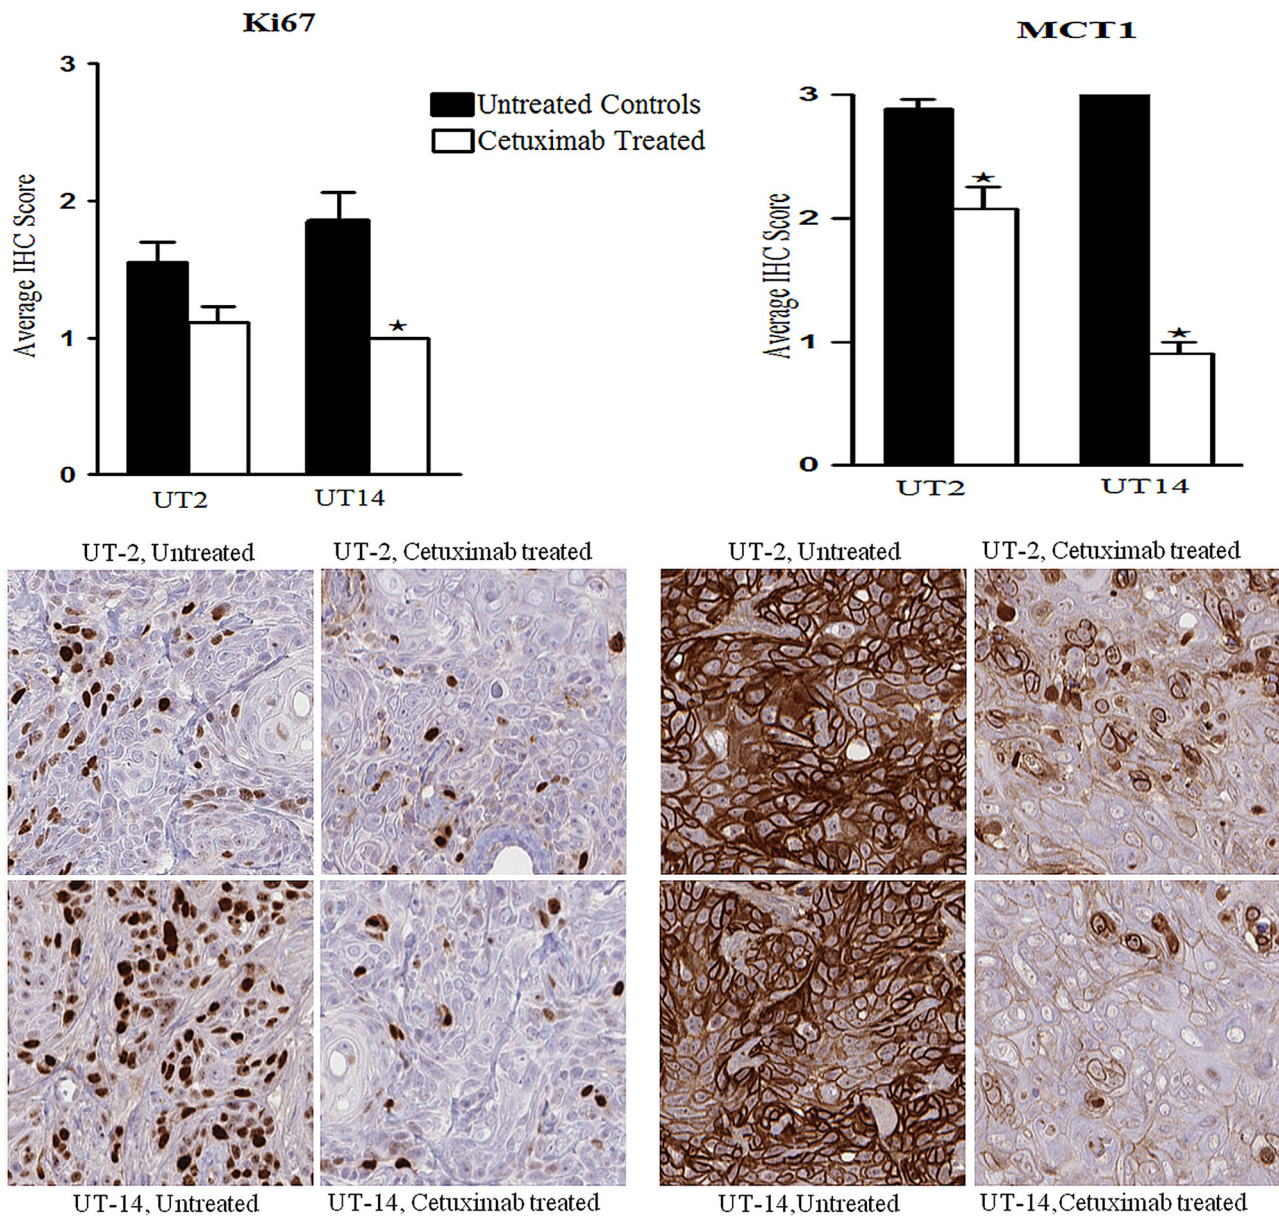 Ki67
MCT1
3
2
1
0
Average IHC Score
UT2
UT14
★
Untreated Controls
Cetuximab Treated
3
2
1
0
Average IHC Score
★
★
UT2
UT14
UT-2, Untreated
UT-2, Cetuximab treated
UT-2, Untreated
UT-2, Cetuximab treated
UT-14, Untreated
UT-14, Cetuximab treated
UT-14,Untreated
UT-14,Cetuximab treated